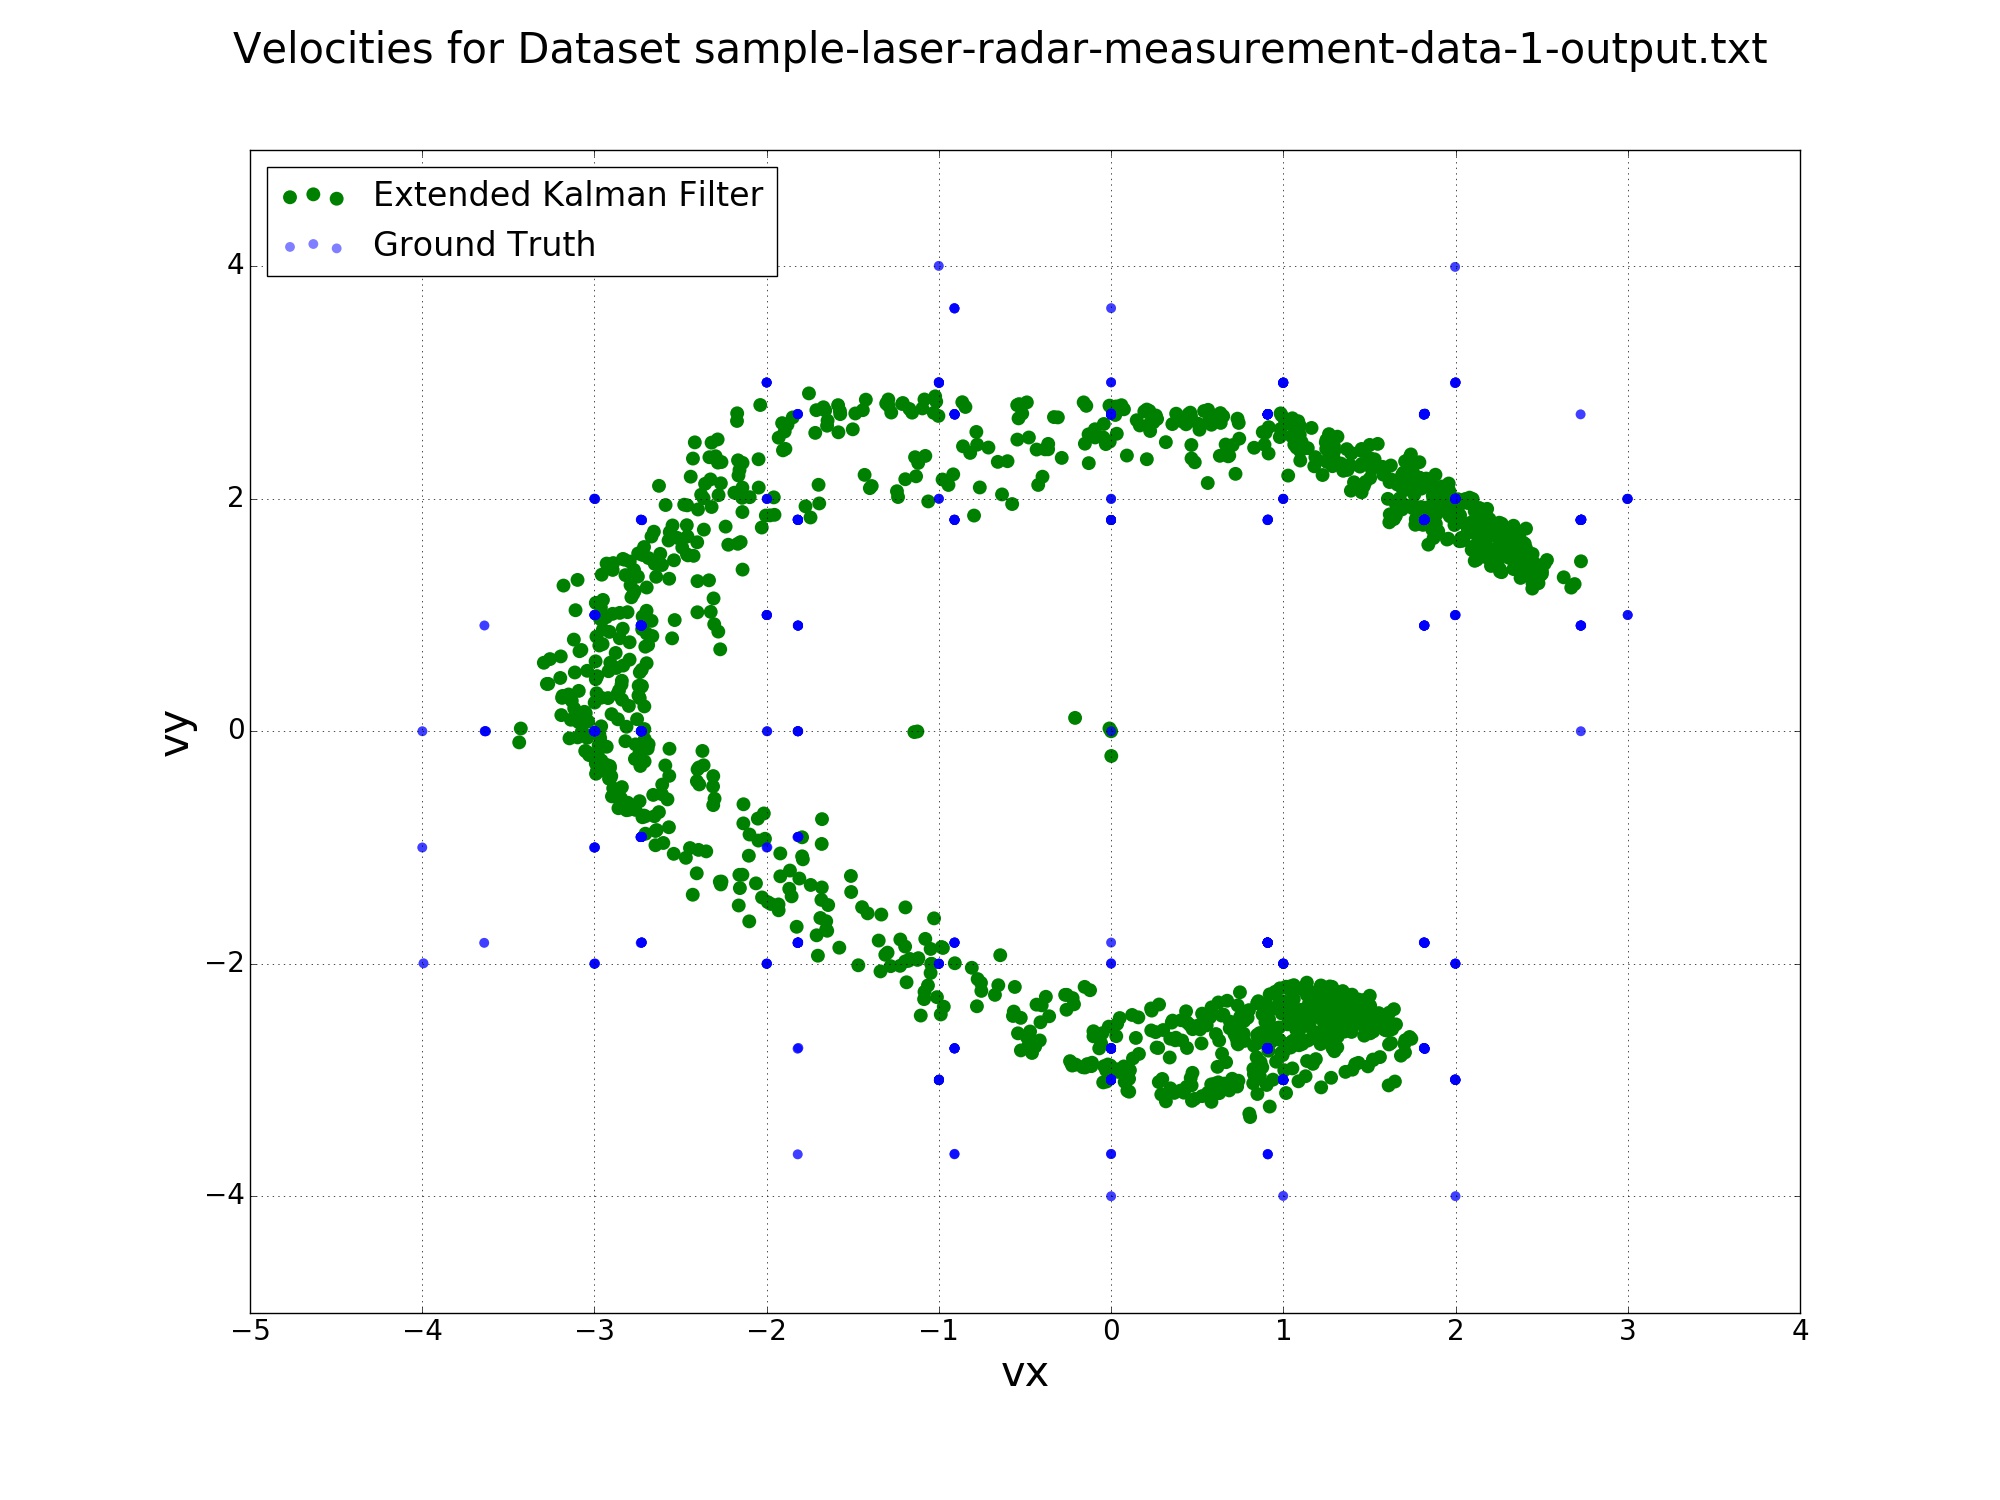 Velocities for Dataset sample-laser-radar-measurement-data-1-output.txt
Extended Kalman Filter
Ground Truth
4
2
0
−2
−4
vy
−5 −4 −3 −2 −1 0 1 2 3 4
vx